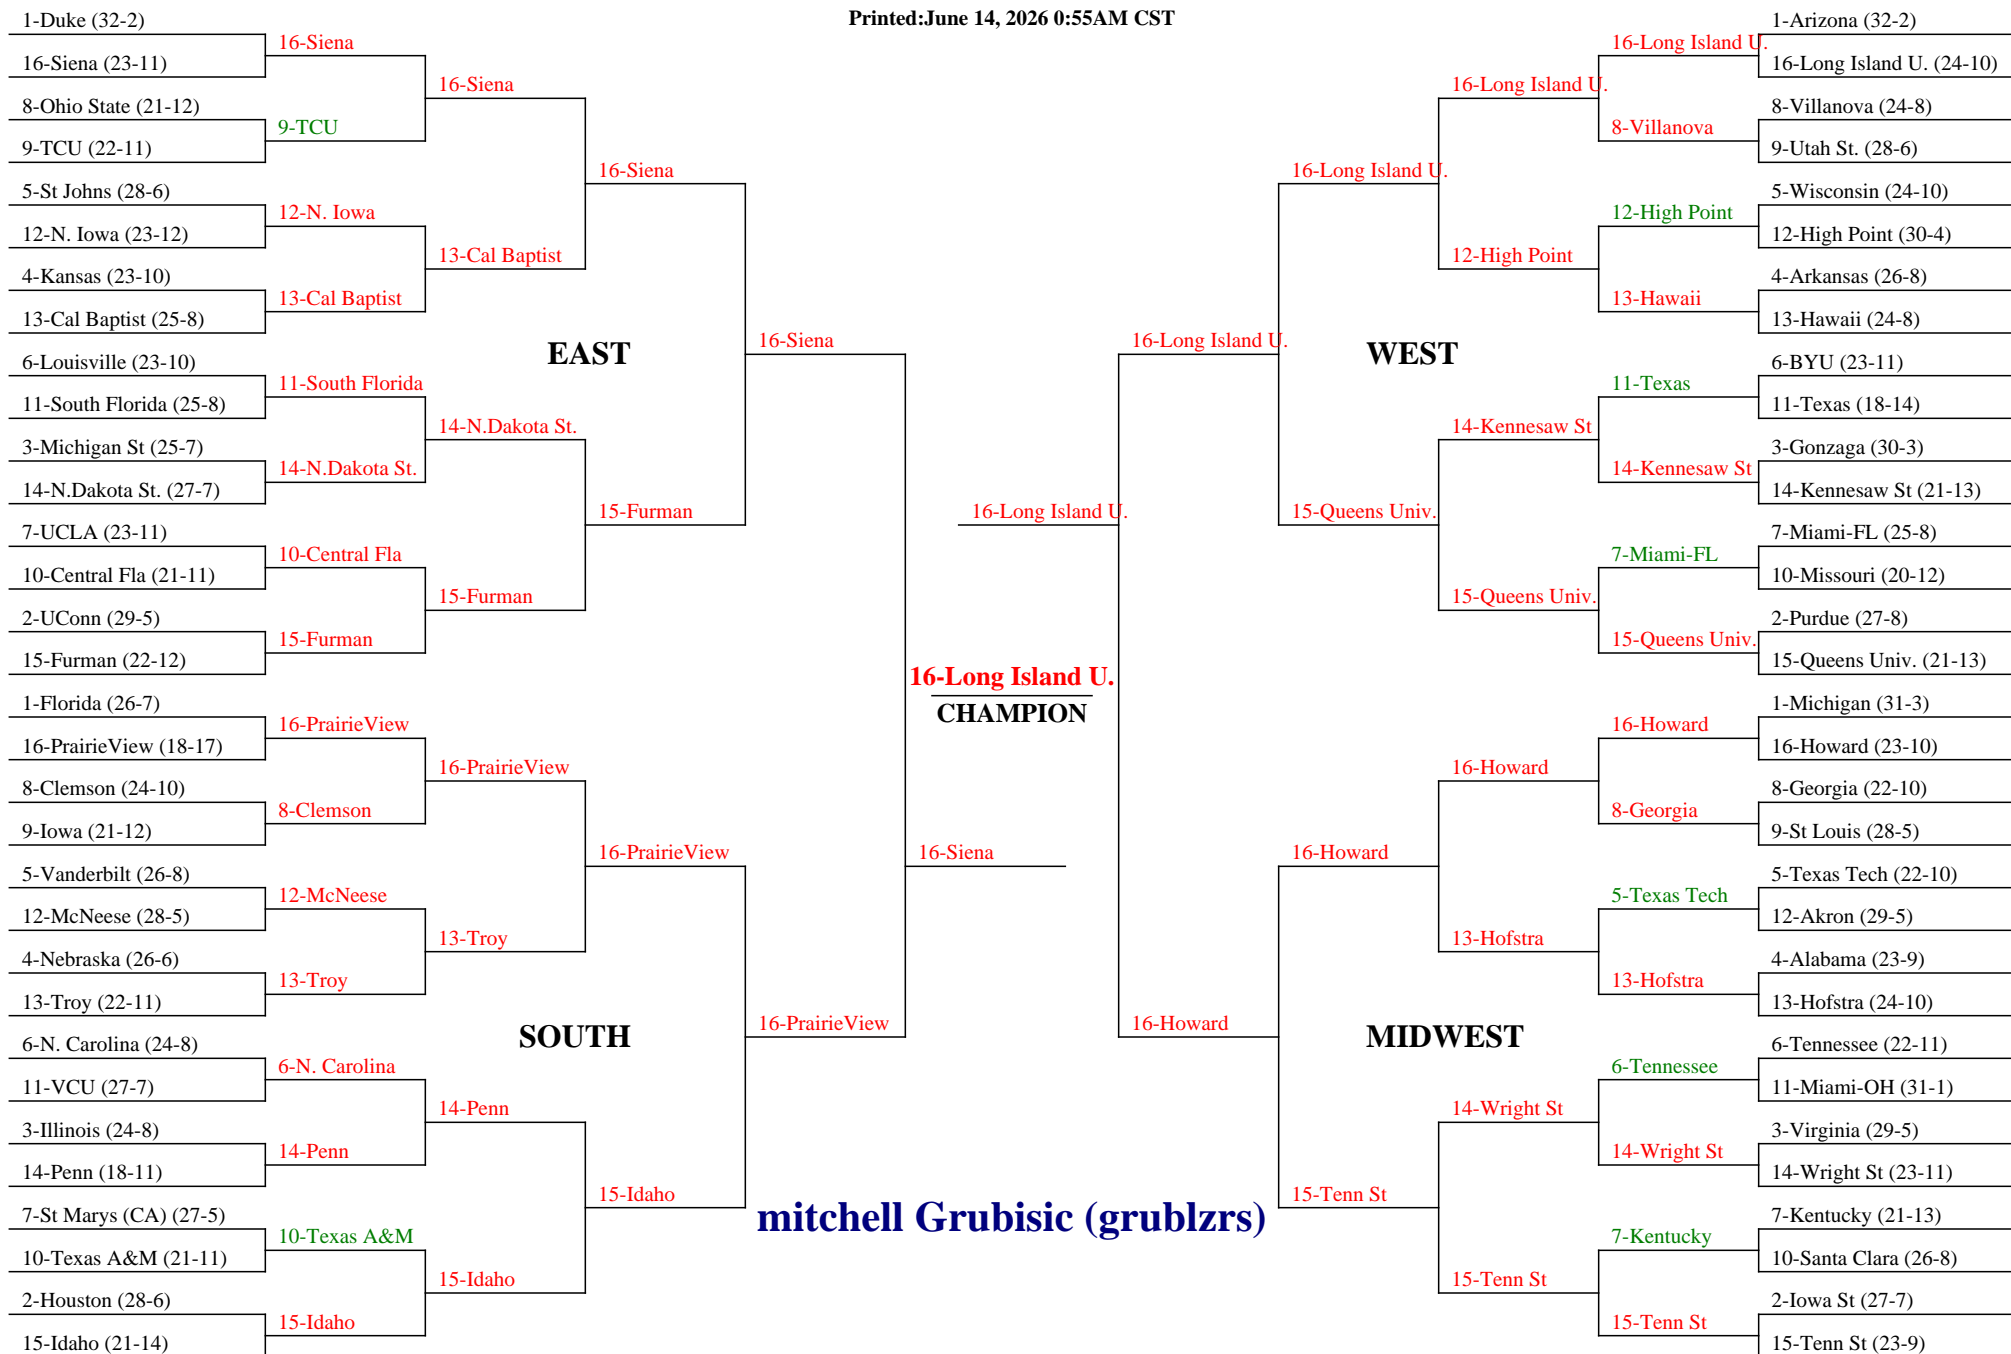 Printed:June 14, 2026 0:55AM CST
1-Duke (32-2)
16-Siena
16-Siena (23-11)
16-Siena
8-Ohio State (21-12)
9-TCU
9-TCU (22-11)
16-Siena
5-St Johns (28-6)
12-N. Iowa
12-N. Iowa (23-12)
13-Cal Baptist
4-Kansas (23-10)
13-Cal Baptist
13-Cal Baptist (25-8)
EAST
16-Siena
6-Louisville (23-10)
11-South Florida
11-South Florida (25-8)
14-N.Dakota St.
3-Michigan St (25-7)
14-N.Dakota St.
14-N.Dakota St. (27-7)
15-Furman
7-UCLA (23-11)
10-Central Fla
10-Central Fla (21-11)
15-Furman
2-UConn (29-5)
15-Furman
15-Furman (22-12)
1-Florida (26-7)
16-PrairieView
16-PrairieView (18-17)
16-PrairieView
8-Clemson (24-10)
8-Clemson
9-Iowa (21-12)
16-PrairieView
16-Siena
5-Vanderbilt (26-8)
12-McNeese
12-McNeese (28-5)
13-Troy
4-Nebraska (26-6)
13-Troy
13-Troy (22-11)
SOUTH
16-PrairieView
6-N. Carolina (24-8)
6-N. Carolina
11-VCU (27-7)
14-Penn
3-Illinois (24-8)
14-Penn
14-Penn (18-11)
15-Idaho
7-St Marys (CA) (27-5)
10-Texas A&M
10-Texas A&M (21-11)
15-Idaho
2-Houston (28-6)
15-Idaho
15-Idaho (21-14)
16-Long Island U.
16-Long Island U.
CHAMPION
mitchell Grubisic (grublzrs)
1-Arizona (32-2)
16-Long Island U.
16-Long Island U. (24-10)
16-Long Island U.
8-Villanova (24-8)
8-Villanova
9-Utah St. (28-6)
16-Long Island U.
5-Wisconsin (24-10)
12-High Point
12-High Point (30-4)
12-High Point
4-Arkansas (26-8)
13-Hawaii
13-Hawaii (24-8)
16-Long Island U.
WEST
6-BYU (23-11)
11-Texas
11-Texas (18-14)
14-Kennesaw St
3-Gonzaga (30-3)
14-Kennesaw St
14-Kennesaw St (21-13)
15-Queens Univ.
7-Miami-FL (25-8)
7-Miami-FL
10-Missouri (20-12)
15-Queens Univ.
2-Purdue (27-8)
15-Queens Univ.
15-Queens Univ. (21-13)
1-Michigan (31-3)
16-Howard
16-Howard (23-10)
16-Howard
8-Georgia (22-10)
8-Georgia
9-St Louis (28-5)
16-Howard
5-Texas Tech (22-10)
5-Texas Tech
12-Akron (29-5)
13-Hofstra
4-Alabama (23-9)
13-Hofstra
13-Hofstra (24-10)
16-Howard
MIDWEST
6-Tennessee (22-11)
6-Tennessee
11-Miami-OH (31-1)
14-Wright St
3-Virginia (29-5)
14-Wright St
14-Wright St (23-11)
15-Tenn St
7-Kentucky (21-13)
7-Kentucky
10-Santa Clara (26-8)
15-Tenn St
2-Iowa St (27-7)
15-Tenn St
15-Tenn St (23-9)